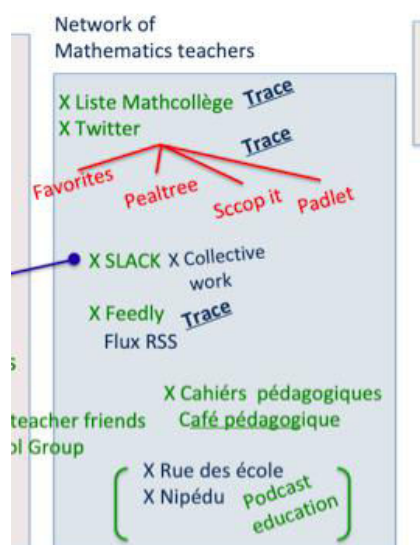 Network of
Mathematics teachers
X Liste Mathcollège Trace
X Twitter Trace
Favorites Pealtree Sccop it Padlet
X SLACK X Collective
work
X Feedly Trace
Flux RSS
X Cahiérs pédagogiques
teacher friends Café pédagogique
ol Group
X Rue des école
X Nipédu Podcast
education